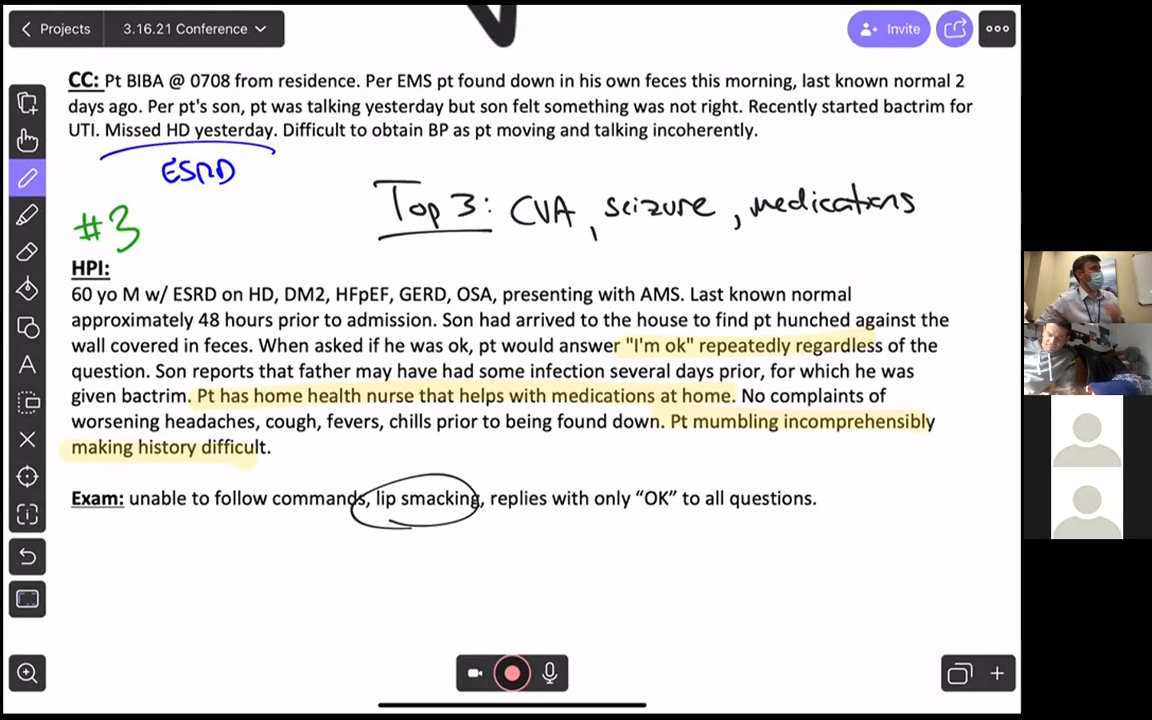 Projects
3.16.21 Conference
Invite
CC: Pt BIBA @ 0708 from residence. Per EMS pt found down in his own feces this morning, last known normal 2
days ago. Per pt's son, pt was talking yesterday but son felt something was not right. Recently started bactrim for
UTI. Missed HD yesterday. Difficult to obtain BP as pt moving and talking incoherently.
ESRD
Top 3: CVA, seizure, medications
#3
HPI:
60 yo M w/ ESRD on HD, DM2, HFpEF, GERD, OSA, presenting with AMS. Last known normal
approximately 48 hours prior to admission. Son had arrived to the house to find pt hunched against the
wall covered in feces. When asked if he was ok, pt would answer "I'm ok" repeatedly regardless of the
question. Son reports that father may have had some infection several days prior, for which he was
given bactrim. Pt has home health nurse that helps with medications at home. No complaints of
worsening headaches, cough, fevers, chills prior to being found down. Pt mumbling incomprehensibly
making history difficult.
Exam: unable to follow commands, lip smacking, replies with only “OK” to all questions.